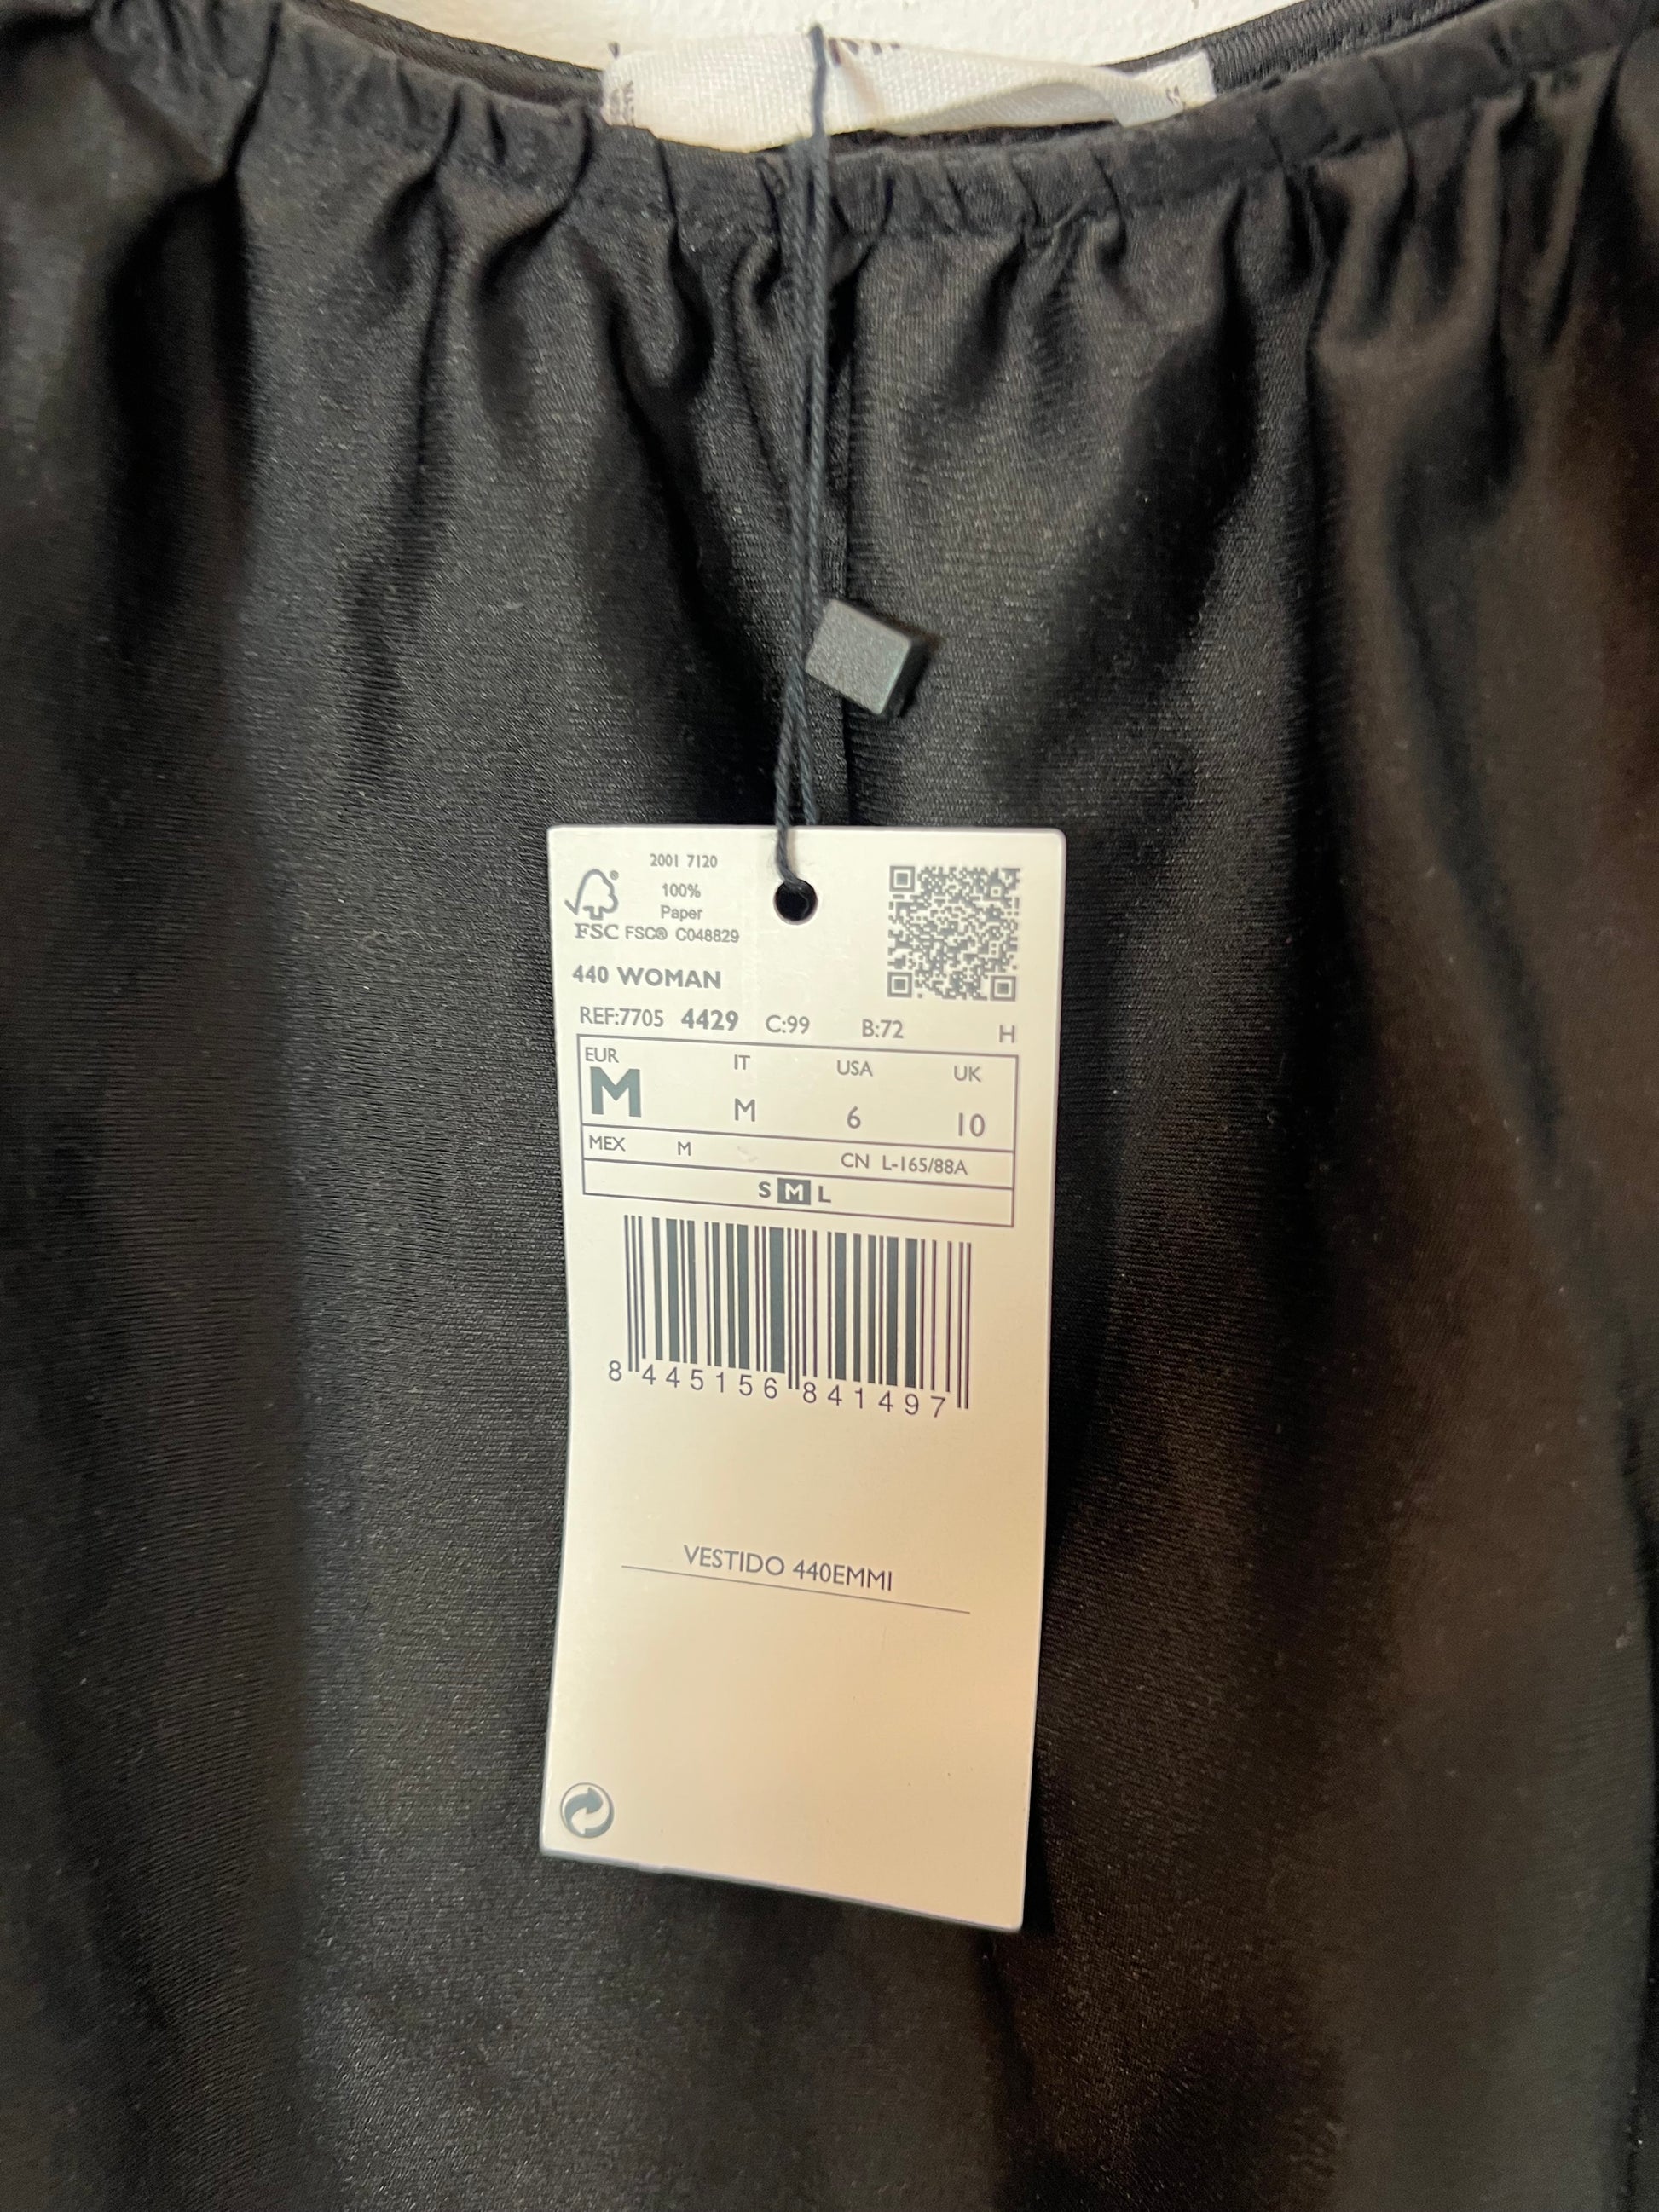 2001 7120
100%
Paper
FSC FSC® C048829
440 WOMAN
REF:7705 4429 C:99 B:72 H
EUR IT USA UK
M M 6 10
MEX M CN L-165/88A
S M L
8 445156 841497
VESTIDO 440EMMI